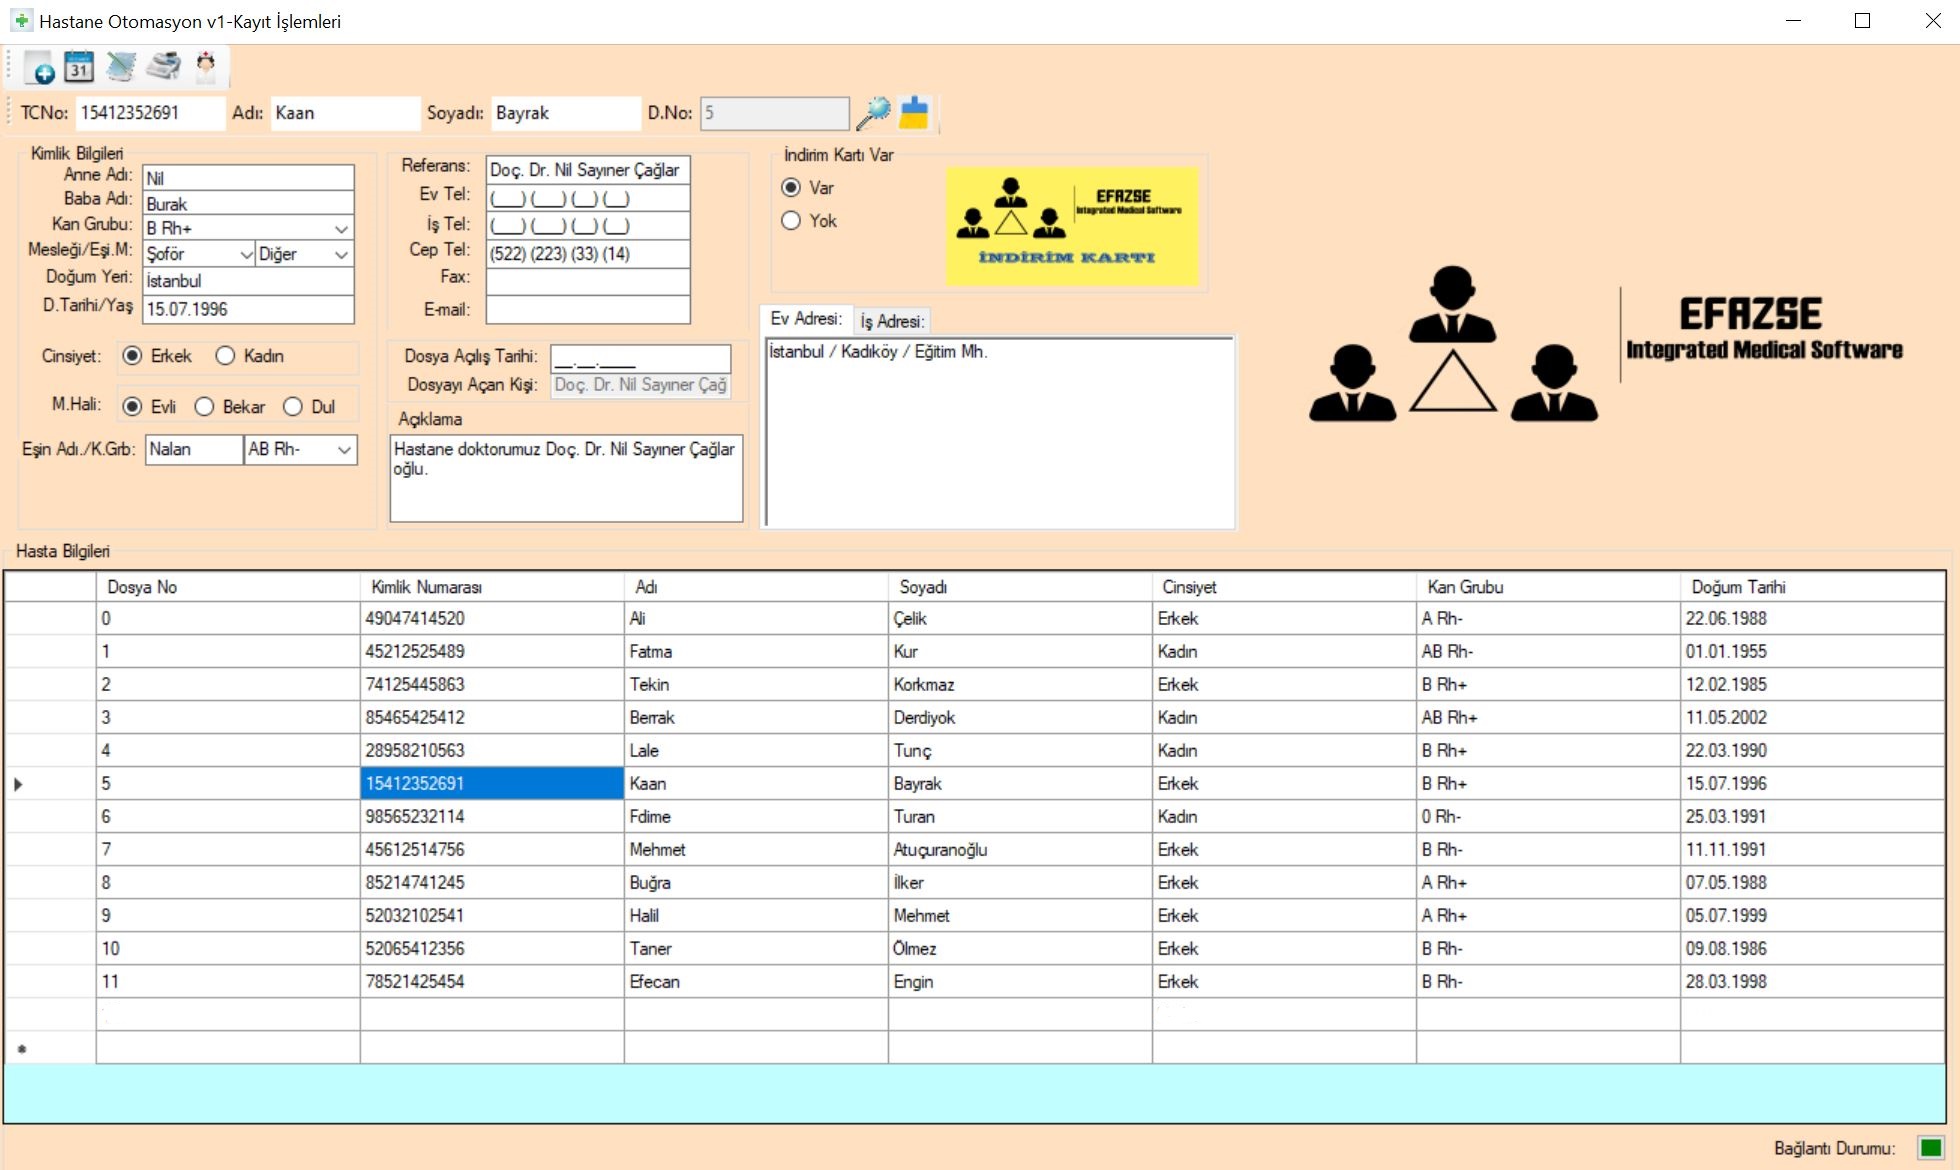 Hastane Otomasyon v1-Kayıt İşlemleri
31
TCNo: 15412352691 Adı: Kaan Soyadı: Bayrak D.No: 5
Kimlik Bilgileri
Anne Adı: Nil
Baba Adı: Burak
Kan Grubu: B Rh+
Mesleği/Eşi.M: Şoför Diğer
Doğum Yeri: İstanbul
D.Tarihi/Yaş 15.07.1996
Cinsiyet: Erkek Kadın
M.Hali: Evli Bekar Dul
Eşin Adı./K.Grb: Nalan AB Rh-
Referans: Doç. Dr. Nil Sayıner Çağlar
Ev Tel: (___) (___) (__) (__)
İş Tel: (___) (___) (__) (__)
Cep Tel: (522) (223) (33) (14)
Fax:
E-mail:
Dosya Açılış Tarihi: __.__.____
Dosyayı Açan Kişi: Doç. Dr. Nil Sayıner Çağ
Açıklama
Hastane doktorumuz Doç. Dr. Nil Sayıner Çağlar
oğlu.
İndirim Kartı Var
Var
Yok
EFAZSE
Integrated Medical Software
İNDİRİM KARTI
Ev Adresi: İş Adresi:
İstanbul / Kadıköy / Eğitim Mh.
EFAZSE
Integrated Medical Software
Hasta Bilgileri
Dosya No Kimlik Numarası Adı Soyadı Cinsiyet Kan Grubu Doğum Tarihi
0 49047414520 Ali Çelik Erkek A Rh- 22.06.1988
1 45212525489 Fatma Kur Kadın AB Rh- 01.01.1955
2 74125445863 Tekin Korkmaz Erkek B Rh+ 12.02.1985
3 85465425412 Berrak Derdiyok Kadın AB Rh+ 11.05.2002
4 28958210563 Lale Tunç Kadın B Rh+ 22.03.1990
5 15412352691 Kaan Bayrak Erkek B Rh+ 15.07.1996
6 98565232114 Fdime Turan Kadın 0 Rh- 25.03.1991
7 45612514756 Mehmet Atuçuranoğlu Erkek B Rh- 11.11.1991
8 85214741245 Buğra İlker Erkek A Rh+ 07.05.1988
9 52032102541 Halil Mehmet Erkek A Rh+ 05.07.1999
10 52065412356 Taner Ölmez Erkek B Rh- 09.08.1986
11 78521425454 Efecan Engin Erkek B Rh- 28.03.1998
Bağlantı Durumu: